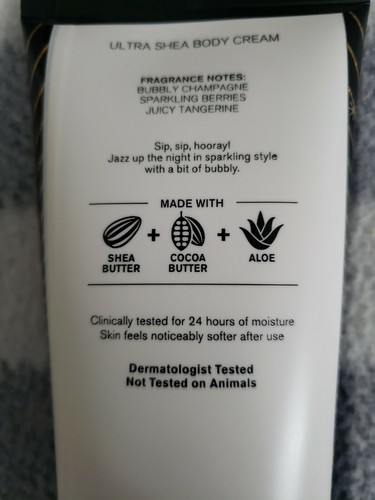 ULTRA SHEA BODY CREAM
FRAGRANCE NOTES:
BUBBLY CHAMPAGNE
SPARKLING BERRIES
JUICY TANGERINE
Sip, sip, hooray!
Jazz up the night in sparkling style
with a bit of bubbly.
MADE WITH
SHEA BUTTER + COCOA BUTTER + ALOE
Clinically tested for 24 hours of moisture
Skin feels noticeably softer after use
Dermatologist Tested
Not Tested on Animals